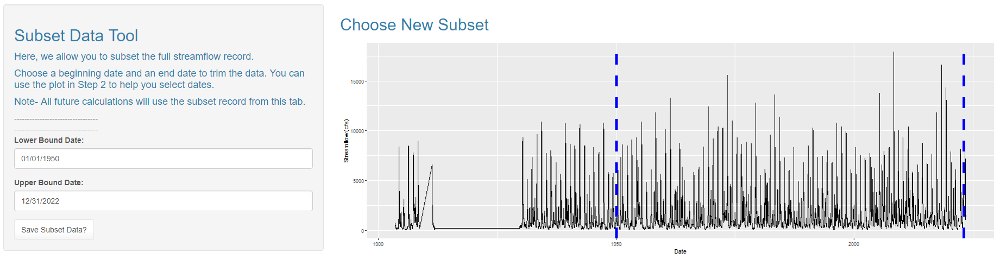 Subset Data Tool
Here, we allow you to subset the full streamflow record.
Choose a beginning date and an end date to trim the data. You can
use the plot in Step 2 to help you select dates.
Note- All future calculations will use the subset record from this tab.
---------------------------------
---------------------------------
Lower Bound Date:
01/01/1950
Upper Bound Date:
12/31/2022
Save Subset Data?
Choose New Subset
Streamflow (cfs)
15000
10000
5000
0
1900
1950
2000
Date